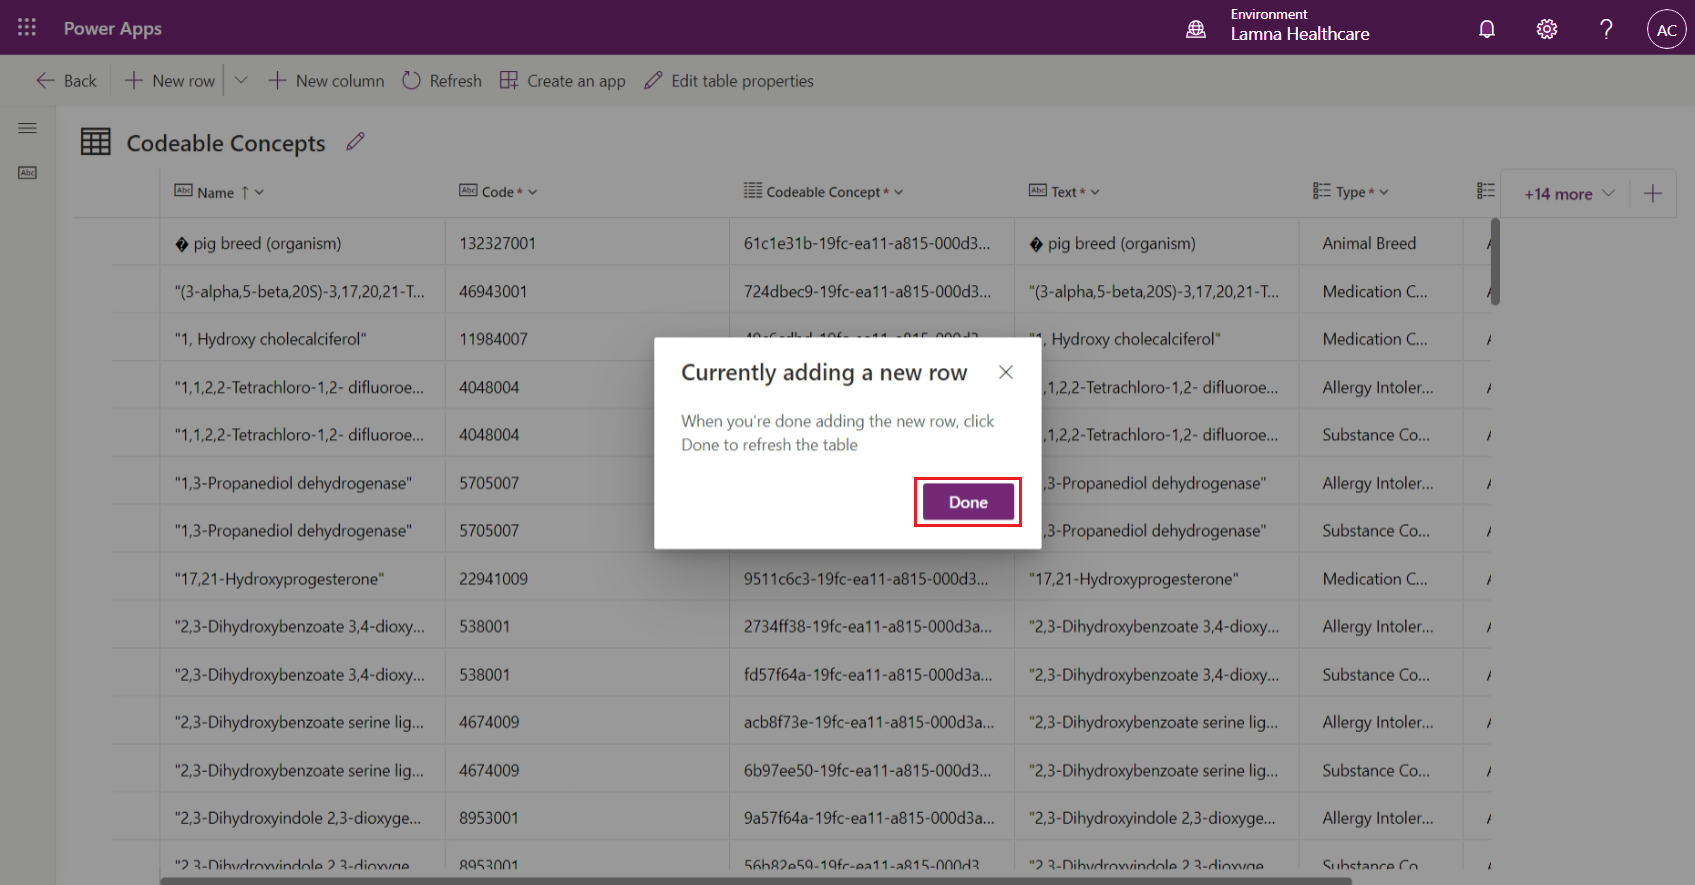 Power Apps
Environment
Lamna Healthcare
AC
Back
New row
New column
Refresh
Create an app
Edit table properties
Abc
Codeable Concepts
Abc Name ↑
Abc Code *
Codeable Concept *
Abc Text *
Type *
+14 more
� pig breed (organism) 132327001 61c1e31b-19fc-ea11-a815-000d3... � pig breed (organism) Animal Breed
"(3-alpha,5-beta,20S)-3,17,20,21-T... 46943001 724dbec9-19fc-ea11-a815-000d3... "(3-alpha,5-beta,20S)-3,17,20,21-T... Medication C...
"1, Hydroxy cholecalciferol" 11984007 , Hydroxy cholecalciferol" Medication C...
"1,1,2,2-Tetrachloro-1,2- difluoroe... 4048004 ,1,2,2-Tetrachloro-1,2- difluoroe... Allergy Intoler...
"1,1,2,2-Tetrachloro-1,2- difluoroe... 4048004 ,1,2,2-Tetrachloro-1,2- difluoroe... Substance Co...
"1,3-Propanediol dehydrogenase" 5705007 ,3-Propanediol dehydrogenase" Allergy Intoler...
"1,3-Propanediol dehydrogenase" 5705007 ,3-Propanediol dehydrogenase" Substance Co...
"17,21-Hydroxyprogesterone" 22941009 9511c6c3-19fc-ea11-a815-000d3... "17,21-Hydroxyprogesterone" Medication C...
"2,3-Dihydroxybenzoate 3,4-dioxy... 538001 2734ff38-19fc-ea11-a815-000d3a... "2,3-Dihydroxybenzoate 3,4-dioxy... Allergy Intoler...
"2,3-Dihydroxybenzoate 3,4-dioxy... 538001 fd57f64a-19fc-ea11-a815-000d3a... "2,3-Dihydroxybenzoate 3,4-dioxy... Substance Co...
"2,3-Dihydroxybenzoate serine lig... 4674009 acb8f73e-19fc-ea11-a815-000d3a... "2,3-Dihydroxybenzoate serine lig... Allergy Intoler...
"2,3-Dihydroxybenzoate serine lig... 4674009 6b97ee50-19fc-ea11-a815-000d3... "2,3-Dihydroxybenzoate serine lig... Substance Co...
"2,3-Dihydroxyindole 2,3-dioxyge... 8953001 9a57f64a-19fc-ea11-a815-000d3a... "2,3-Dihydroxyindole 2,3-dioxyge... Allergy Intoler...
"2,3-Dihydroxyindole 2,3-dioxyge... 8953001 56b82e59-19fc-ea11-a815-000d3... "2,3-Dihydroxyindole 2,3-dioxyge... Substance Co...
Currently adding a new row
When you're done adding the new row, click
Done to refresh the table
Done